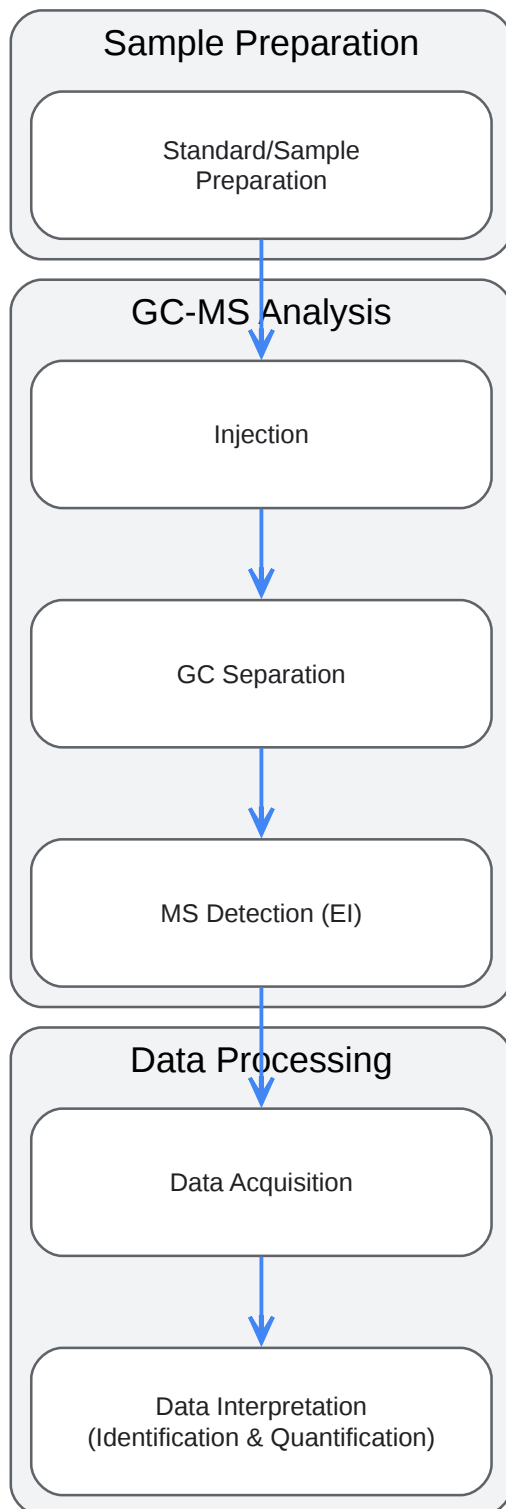 Sample Preparation
Standard/Sample
Preparation
GC-MS Analysis
Injection
GC Separation
MS Detection (EI)
Data Processing
Data Acquisition
Data Interpretation
(Identification & Quantification)